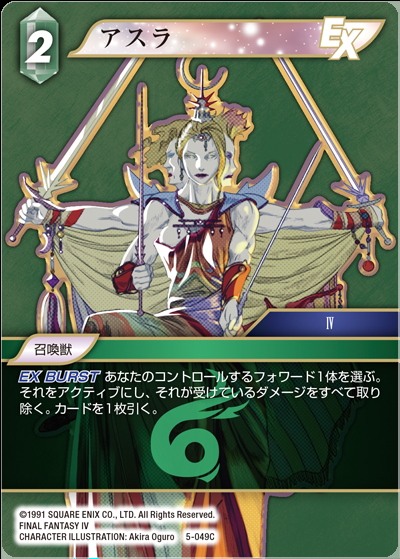 2
アスラ
EX
IV
召喚獣
EX BURST あなたのコントロールするフォワード1体を選ぶ。
それをアクティブにし、それが受けているダメージをすべて取り
除く。カードを1枚引く。
©1991 SQUARE ENIX CO., LTD. All Rights Reserved.
FINAL FANTASY IV
CHARACTER ILLUSTRATION: Akira Oguro 5-049C